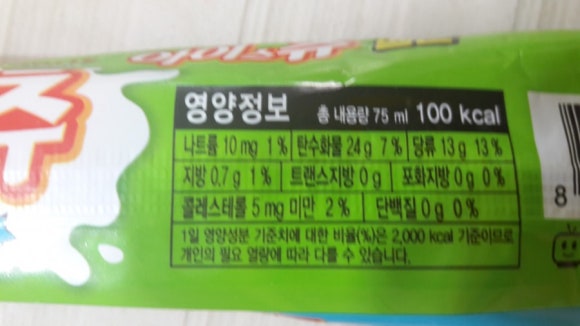 영양정보 총 내용량 75 ml 100 kcal
나트륨 10 mg 1 % 탄수화물 24 g 7 % 당류 13 g 13 %
지방 0.7 g 1 % 트랜스지방 0 g 포화지방 0 g 0 %
콜레스테롤 5 mg 미만 2 % 단백질 0 g 0 %
1일 영양성분 기준치에 대한 비율(%)은 2,000 kcal 기준이므로
개인의 필요 열량에 따라 다를 수 있습니다.
쥬
8